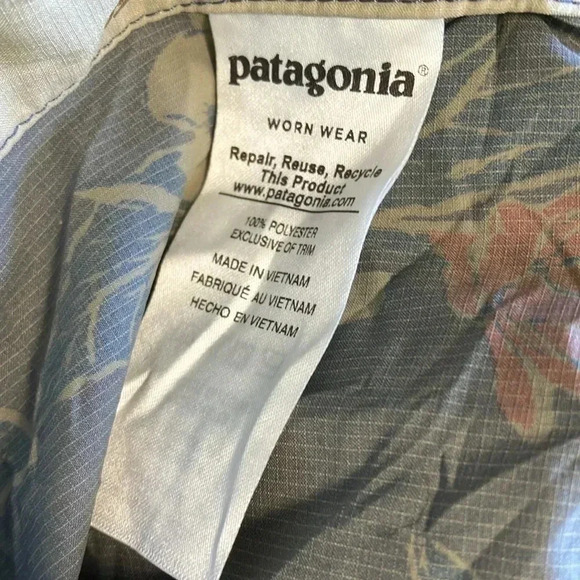 patagonia®
WORN WEAR
Repair, Reuse, Recycle
This Product
www.patagonia.com
100% POLYESTER
EXCLUSIVE OF TRIM
MADE IN VIETNAM
FABRIQUÉ AU VIETNAM
HECHO EN VIETNAM